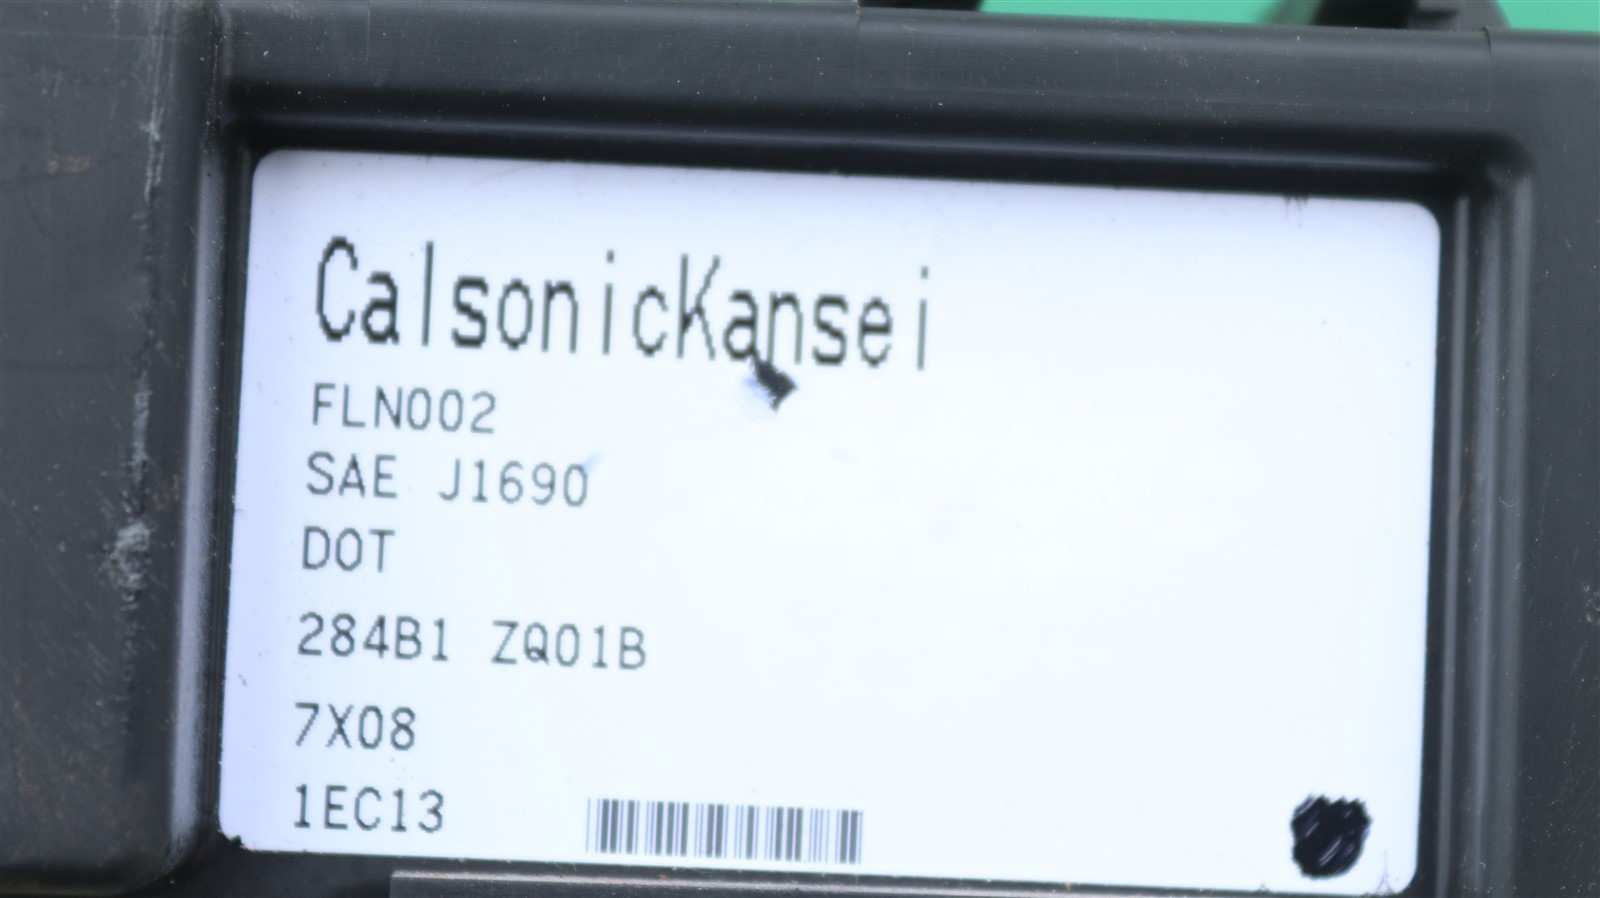 CalsonicKansei
FLN002
SAE J1690
DOT
284B1 ZQ01B
7X08
1EC13